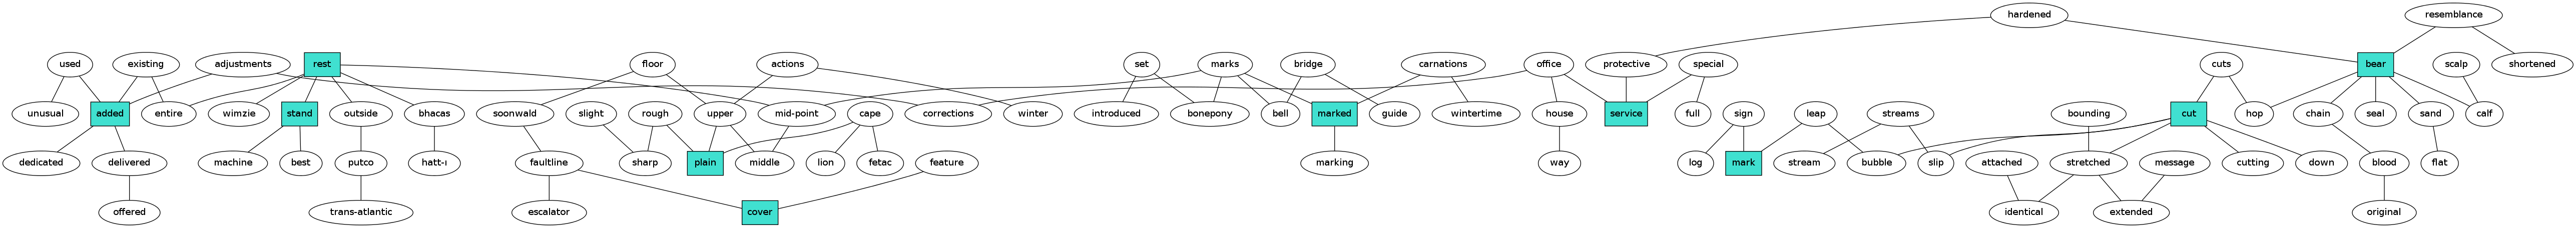 hardened resemblance
used existing adjustments rest floor actions set marks bridge carnations office protective special cuts bear scalp shortened
unusual added entire wimzie stand outside bhacas soonwald slight rough upper mid-point cape corrections winter introduced bonepony bell marked guide wintertime house service full sign leap streams bounding cut hop chain seal sand calf
dedicated delivered machine best putco hatt-ı faultline sharp plain middle lion fetac feature marking way log mark stream bubble slip attached stretched message cutting down blood flat
offered trans-atlantic escalator cover identical extended original